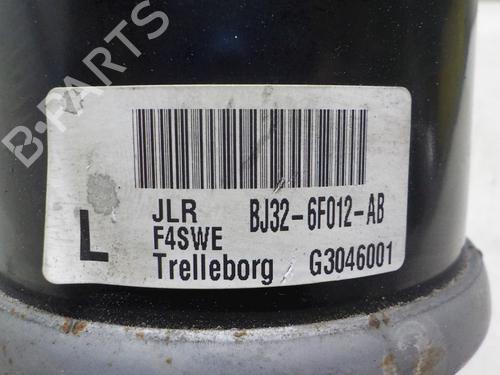 B-PARTS
L
JLR BJ32-6F012-AB
F4SWE
Trelleborg G3046001